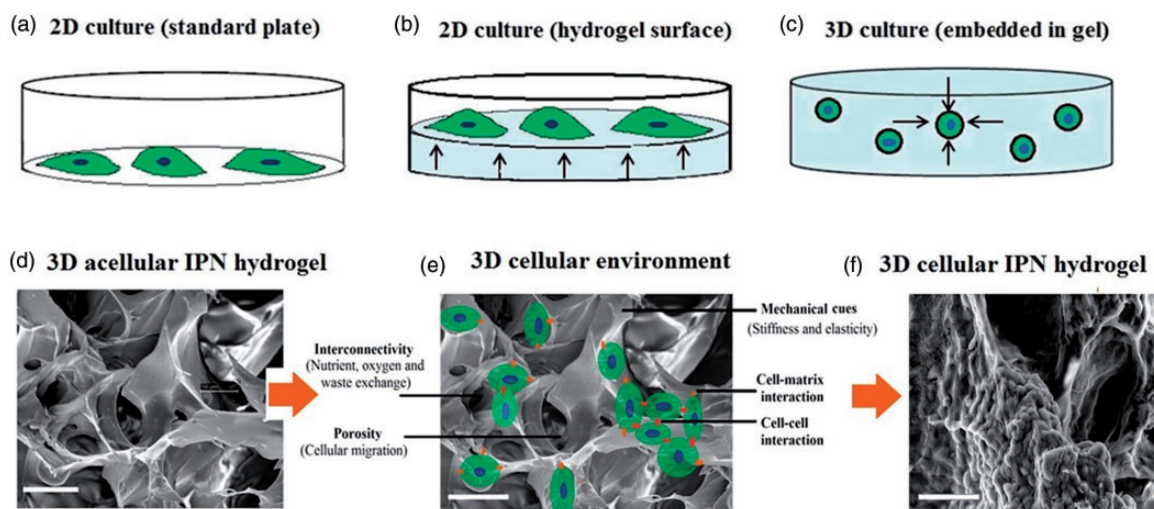 (a) 2D culture (standard plate)
(b) 2D culture (hydrogel surface)
(c) 3D culture (embedded in gel)
(d) 3D acellular IPN hydrogel
(e) 3D cellular environment
(f) 3D cellular IPN hydrogel
Interconnectivity
(Nutrient, oxygen and
waste exchange)
Porosity
(Cellular migration)
Mechanical cues
(Stiffness and elasticity)
Cell-matrix
interaction
Cell-cell
interaction